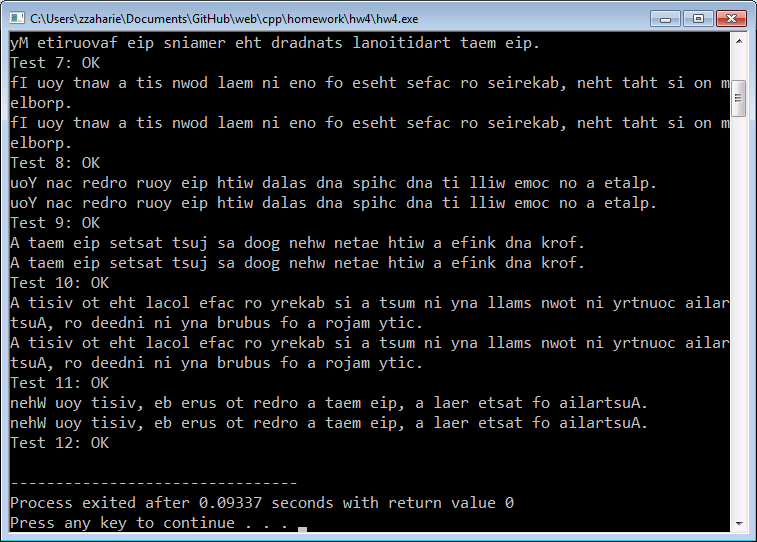 C:\Users\zzaharie\Documents\GitHub\web\cpp\homework\hw4\hw4.exe
yM etiruovaf eip sniamer eht dradnats lanoitidart taem eip.
Test 7: OK
fI uoy tnaw a tis nwod laem ni eno fo eseht sefac ro seirekab, neht taht si on m
elborp.
fI uoy tnaw a tis nwod laem ni eno fo eseht sefac ro seirekab, neht taht si on m
elborp.
Test 8: OK
uoY nac redro ruoy eip htiw dalas dna spihc dna ti lliw emoc no a etalp.
uoY nac redro ruoy eip htiw dalas dna spihc dna ti lliw emoc no a etalp.
Test 9: OK
A taem eip setsat tsuj sa doog nehw netae htiw a efink dna krof.
A taem eip setsat tsuj sa doog nehw netae htiw a efink dna krof.
Test 10: OK
A tisiv ot eht lacol efac ro yrekab si a tsum ni yna llams nwot ni yrtnuoc ailar
tsuA, ro deedni ni yna brubus fo a rojam ytic.
A tisiv ot eht lacol efac ro yrekab si a tsum ni yna llams nwot ni yrtnuoc ailar
tsuA, ro deedni ni yna brubus fo a rojam ytic.
Test 11: OK
nehW uoy tisiv, eb erus ot redro a taem eip, a laer etsat fo ailartsuA.
nehW uoy tisiv, eb erus ot redro a taem eip, a laer etsat fo ailartsuA.
Test 12: OK
--------------------------------
Process exited after 0.09337 seconds with return value 0
Press any key to continue . . .